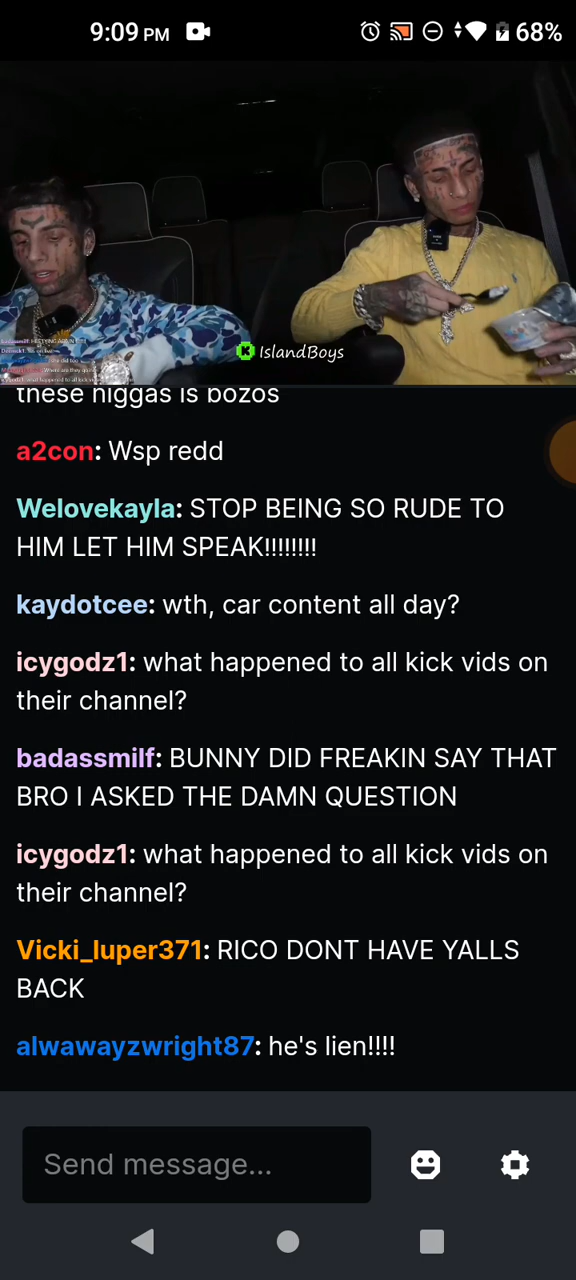 9:09 PM
68%
IslandBoys
these niggas is bozos
a2con: Wsp redd
Welovekayla: STOP BEING SO RUDE TO
HIM LET HIM SPEAK!!!!!!!!
kaydotcee: wth, car content all day?
icygodz1: what happened to all kick vids on
their channel?
badassmilf: BUNNY DID FREAKIN SAY THAT
BRO I ASKED THE DAMN QUESTION
icygodz1: what happened to all kick vids on
their channel?
Vicki_luper371: RICO DONT HAVE YALLS
BACK
alwawayzwright87: he's lien!!!!
Send message...